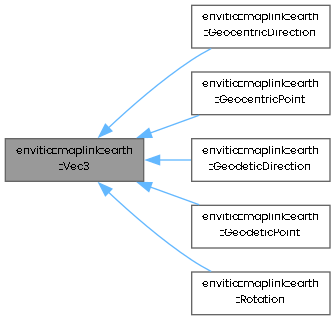 envitia::maplink::earth
::GeocentricDirection
envitia::maplink::earth
::GeocentricPoint
envitia::maplink::earth
::Vec3
envitia::maplink::earth
::GeodeticDirection
envitia::maplink::earth
::GeodeticPoint
envitia::maplink::earth
::Rotation